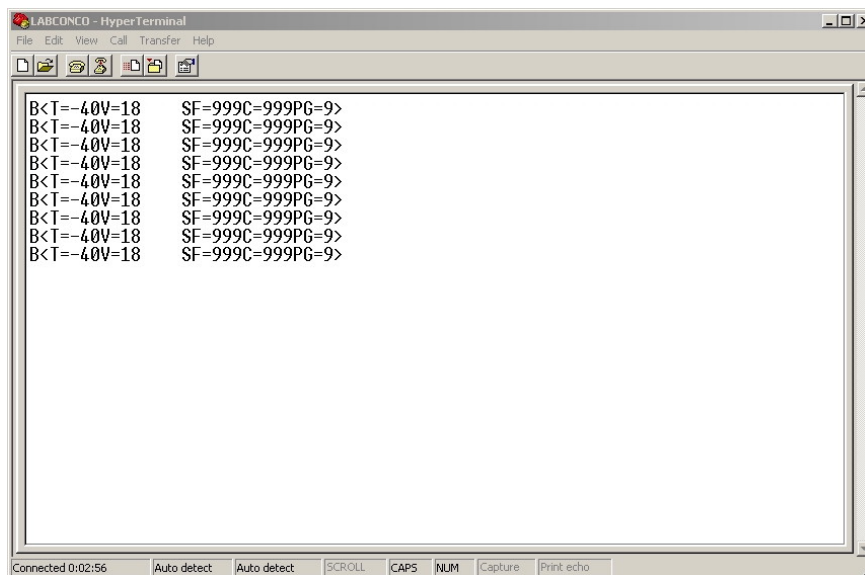 LABCONCO - HyperTerminal
File Edit View Call Transfer Help
B<T=-40V=18    SF=999C=999PG=9>
B<T=-40V=18    SF=999C=999PG=9>
B<T=-40V=18    SF=999C=999PG=9>
B<T=-40V=18    SF=999C=999PG=9>
B<T=-40V=18    SF=999C=999PG=9>
B<T=-40V=18    SF=999C=999PG=9>
B<T=-40V=18    SF=999C=999PG=9>
B<T=-40V=18    SF=999C=999PG=9>
B<T=-40V=18    SF=999C=999PG=9>
Connected 0:02:56 Auto detect Auto detect SCROLL CAPS NUM Capture Print echo